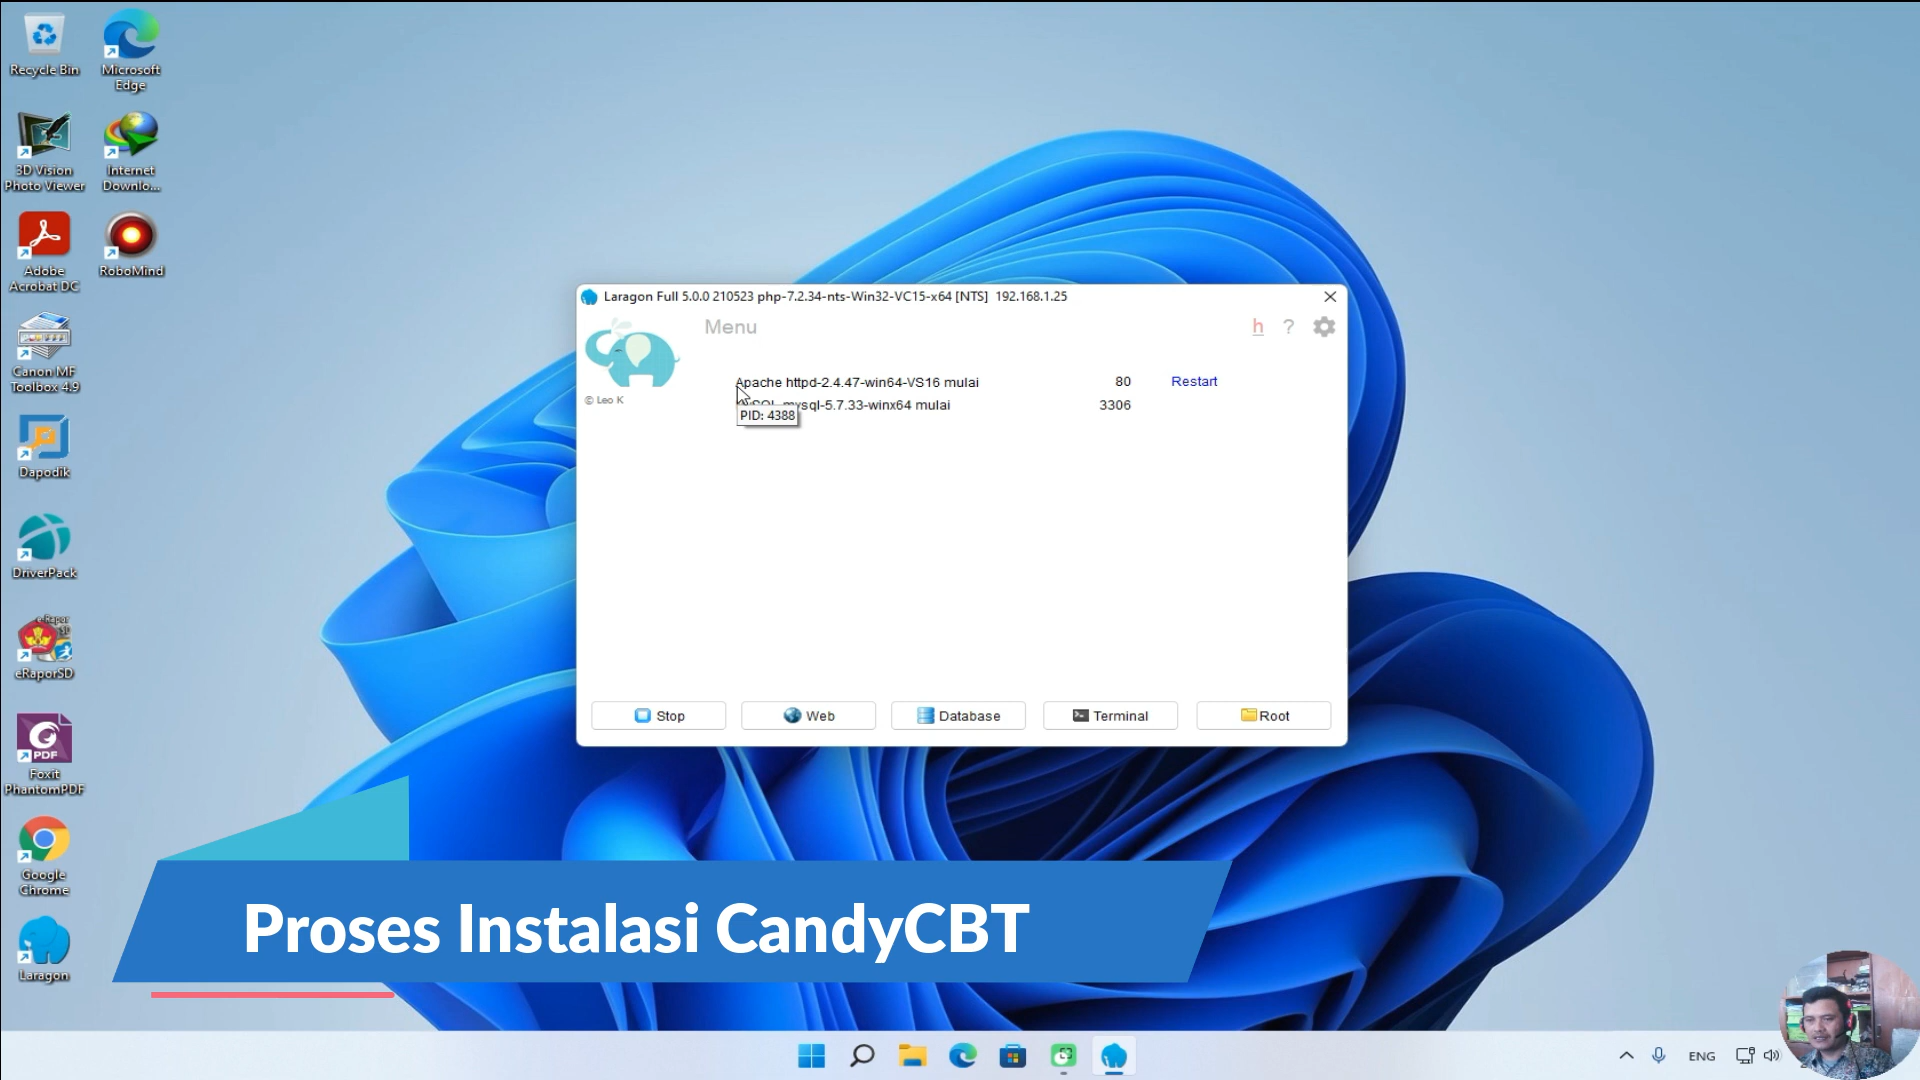 Recycle Bin
Microsoft
Edge
3D Vision
Photo Viewer
Internet
Downlo...
Adobe
Acrobat DC
RoboMind
Canon MF
Toolbox 4.9
Dapodik
DriverPack
e-Rapor
SD
eRaporSD
PDF
Foxit
PhantomPDF
Google
Chrome
Laragon
Laragon Full 5.0.0 210523 php-7.2.34-nts-Win32-VC15-x64 [NTS] 192.168.1.25
Menu
h ?
© Leo K
Apache httpd-2.4.47-win64-VS16 mulai 80 Restart
mysql-5.7.33-winx64 mulai 3306
PID: 4388
Stop Web Database Terminal Root
Proses Instalasi CandyCBT
ENG